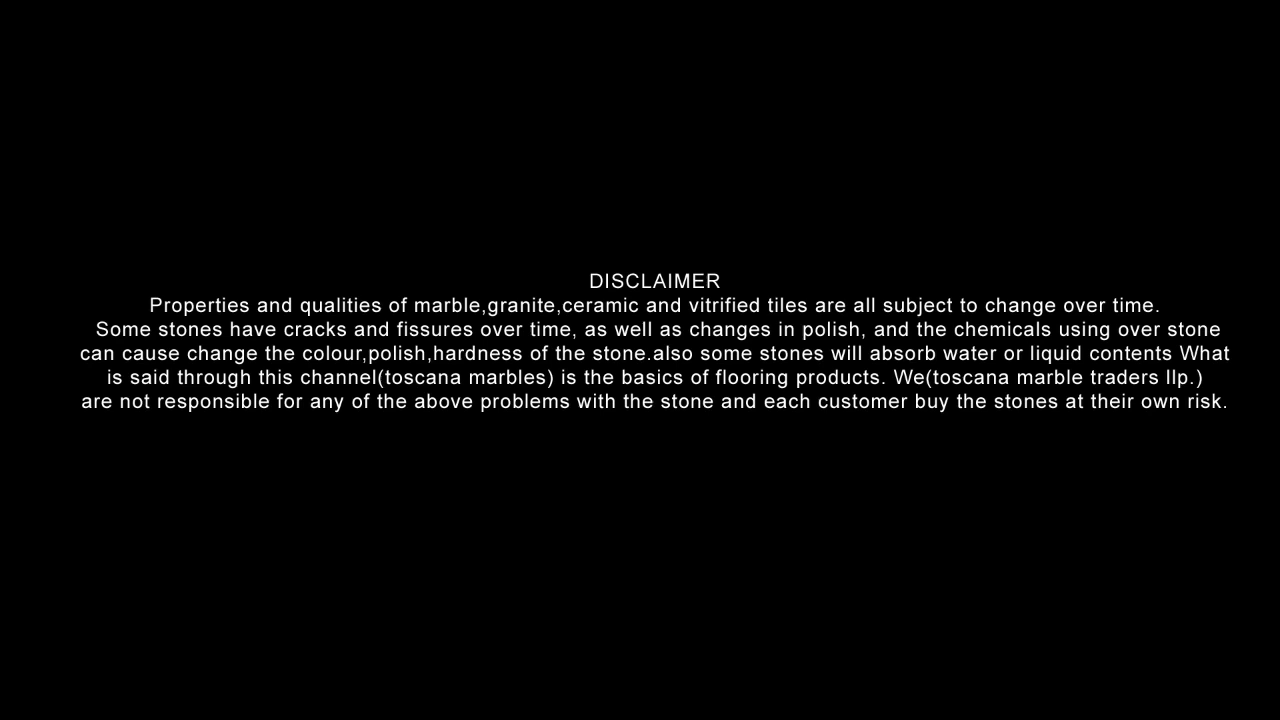 DISCLAIMER
Properties and qualities of marble,granite,ceramic and vitrified tiles are all subject to change over time.
Some stones have cracks and fissures over time, as well as changes in polish, and the chemicals using over stone
can cause change the colour,polish,hardness of the stone.also some stones will absorb water or liquid contents What
is said through this channel(toscana marbles) is the basics of flooring products. We(toscana marble traders llp.)
are not responsible for any of the above problems with the stone and each customer buy the stones at their own risk.